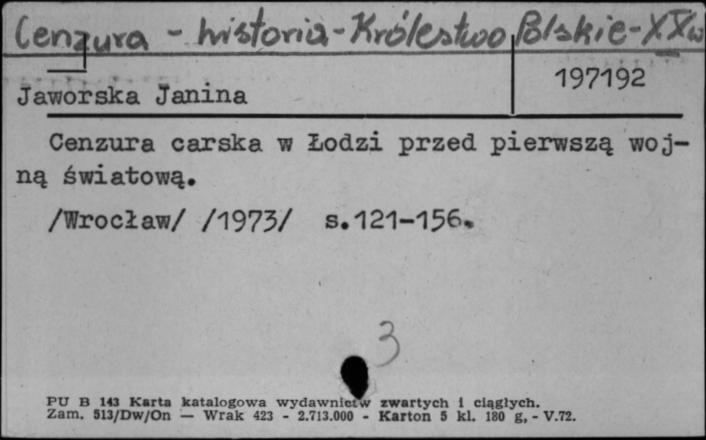 Cenzura - historia - Królestwo Polskie - XX w
197192
Jaworska Janina
Cenzura carska w Łodzi przed pierwszą woj-
ną światową.
/Wrocław/ /1973/ s.121-156.
3
PU B 143 Karta katalogowa wydawnictw zwartych i ciągłych.
Zam. 513/Dw/On — Wrak 423 - 2.713.000 - Karton 5 kl. 180 g, - V.72.